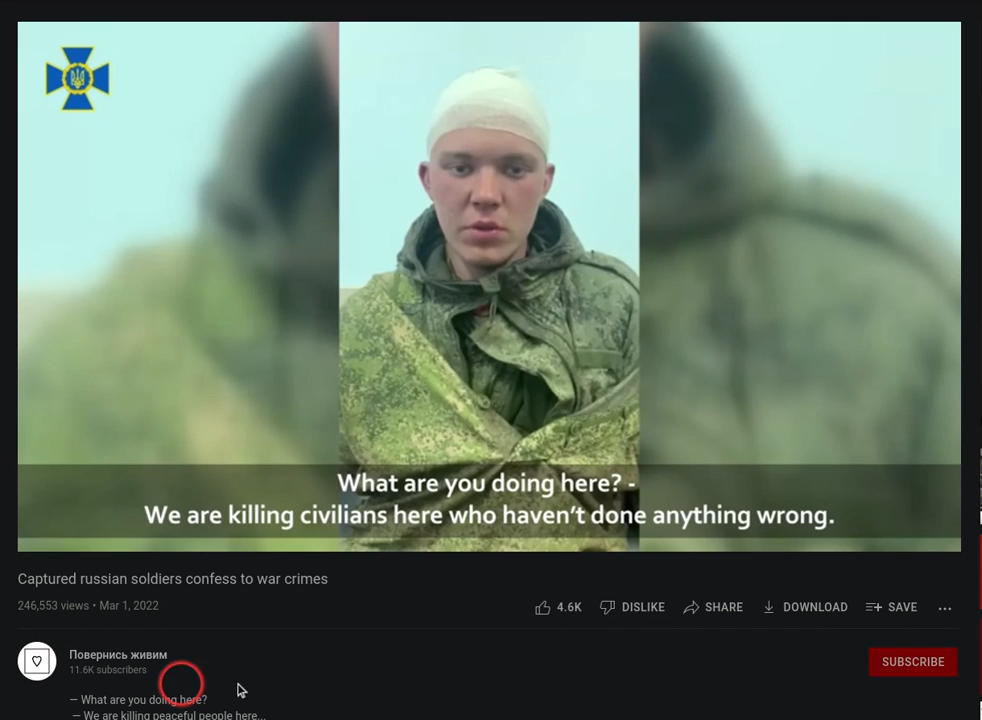 What are you doing here? -
We are killing civilians here who haven't done anything wrong.
Captured russian soldiers confess to war crimes
246,553 views • Mar 1, 2022
4.6K
DISLIKE
SHARE
DOWNLOAD
SAVE
Повернись живим
11.6K subscribers
SUBSCRIBE
— What are you doing here?
— We are killing peaceful people here...